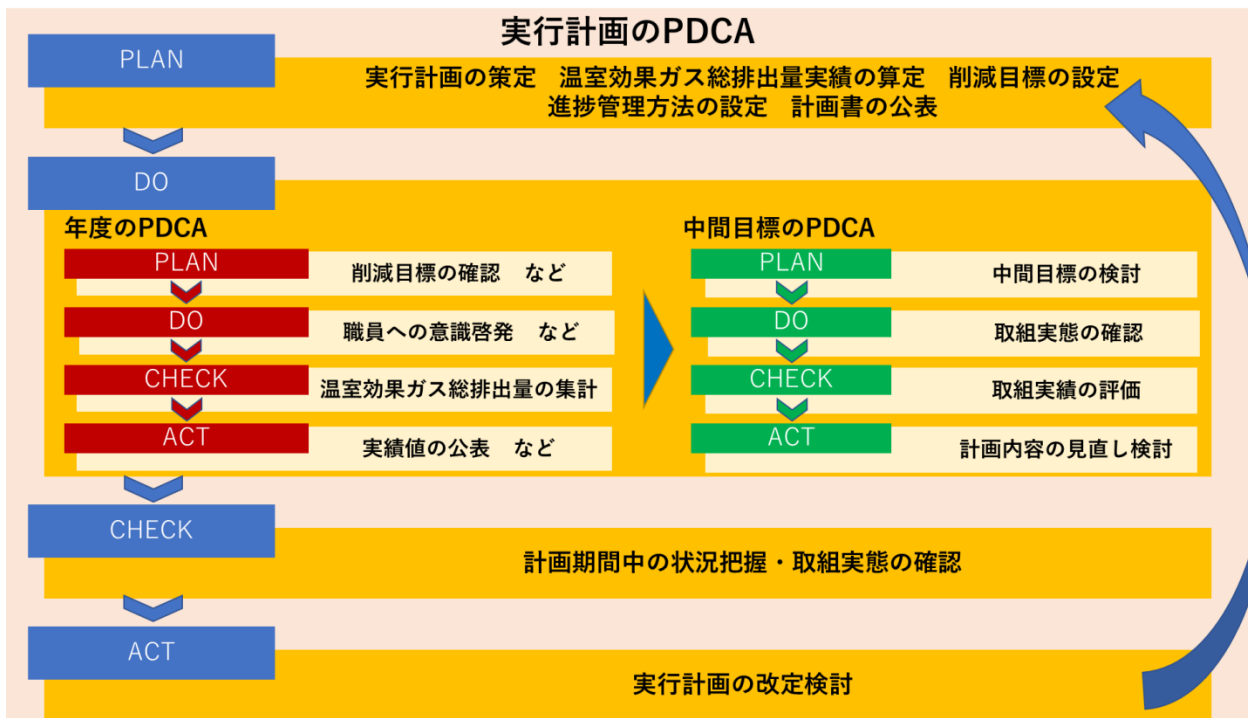 実行計画のPDCA
PLAN
実行計画の策定　温室効果ガス総排出量実績の算定　削減目標の設定
進捗管理方法の設定　計画書の公表
DO
年度のPDCA
PLAN
削減目標の確認　など
DO
職員への意識啓発　など
CHECK
温室効果ガス総排出量の集計
ACT
実績値の公表　など
中間目標のPDCA
PLAN
中間目標の検討
DO
取組実態の確認
CHECK
取組実績の評価
ACT
計画内容の見直し検討
CHECK
計画期間中の状況把握・取組実態の確認
ACT
実行計画の改定検討